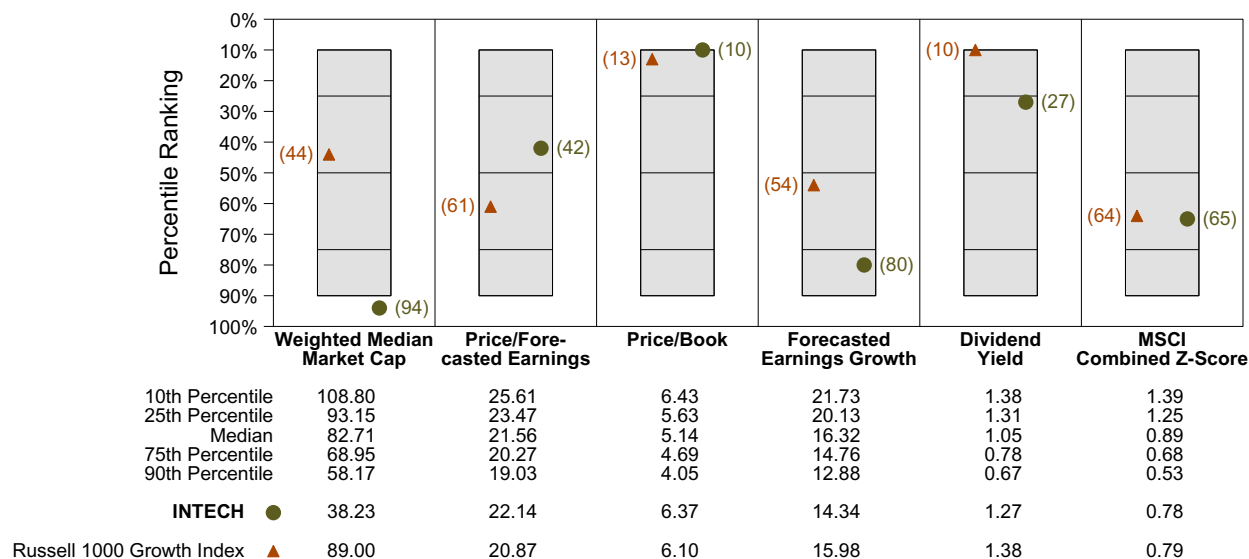 Percentile Ranking
0%
10%
20%
30%
40%
50%
60%
70%
80%
90%
100%
(44)
(94)
(61)
(42)
(13)
(10)
(54)
(80)
(10)
(27)
(64)
(65)
Weighted Median
Market Cap
Price/Fore-
casted Earnings
Price/Book
Forecasted
Earnings Growth
Dividend
Yield
MSCI
Combined Z-Score
10th Percentile 108.80 25.61 6.43 21.73 1.38 1.39
25th Percentile 93.15 23.47 5.63 20.13 1.31 1.25
Median 82.71 21.56 5.14 16.32 1.05 0.89
75th Percentile 68.95 20.27 4.69 14.76 0.78 0.68
90th Percentile 58.17 19.03 4.05 12.88 0.67 0.53
INTECH 38.23 22.14 6.37 14.34 1.27 0.78
Russell 1000 Growth Index 89.00 20.87 6.10 15.98 1.38 0.79